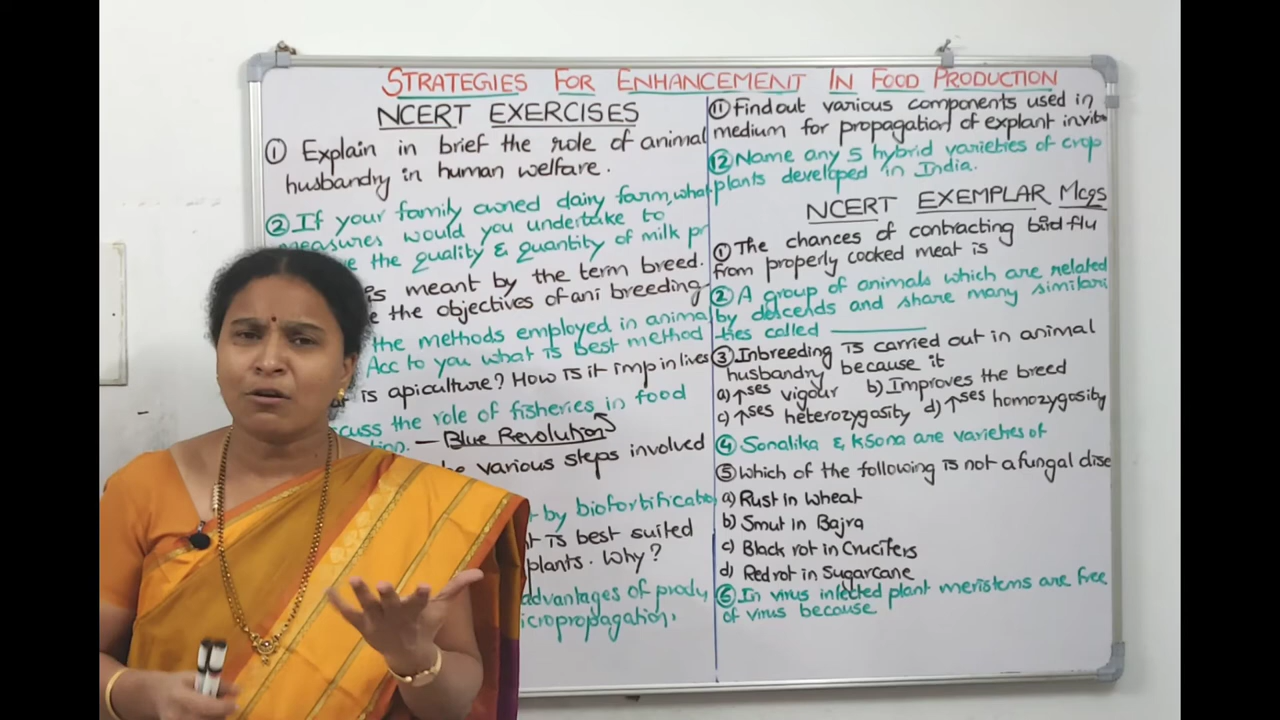 STRATEGIES FOR ENHANCEMENT IN FOOD PRODUCTION
NCERT EXERCISES
① Explain in brief the role of animal
husbandry in human welfare.
② If your family owned dairy farm, what
measures would you undertake to
the quality & quantity of milk pr
is meant by the term breed.
the objectives of ani breeding
the methods employed in anima
Acc to you what is best method
is apiculture? How is it imp in lives
the role of fisheries in food
— Blue Revolution
various steps involved
by biofortificatio
is best suited
plants. Why?
advantages of produ
icropropagation.
⑪ Find out various components used in
medium for propagation of explant invit
⑫ Name any 5 hybrid varieties of crop
plants developed in India.
NCERT EXEMPLAR Mcqs
① The chances of contracting bird flu
from properly cooked meat is
② A group of animals which are related
by descends and share many similari
ties called ________
③ Inbreeding is carried out in animal
husbandry because it
a) ↑ses vigour b) Improves the breed
c) ↑ses heterozygosity d) ↑ses homozygosity
④ Sonalika & KSona are varieties of
⑤ Which of the following is not a fungal dise
a) Rust in Wheat
b) Smut in Bajra
c) Black rot in Crucifers
d) Red rot in Sugarcane
⑥ In virus infected plant meristems are free
of virus because